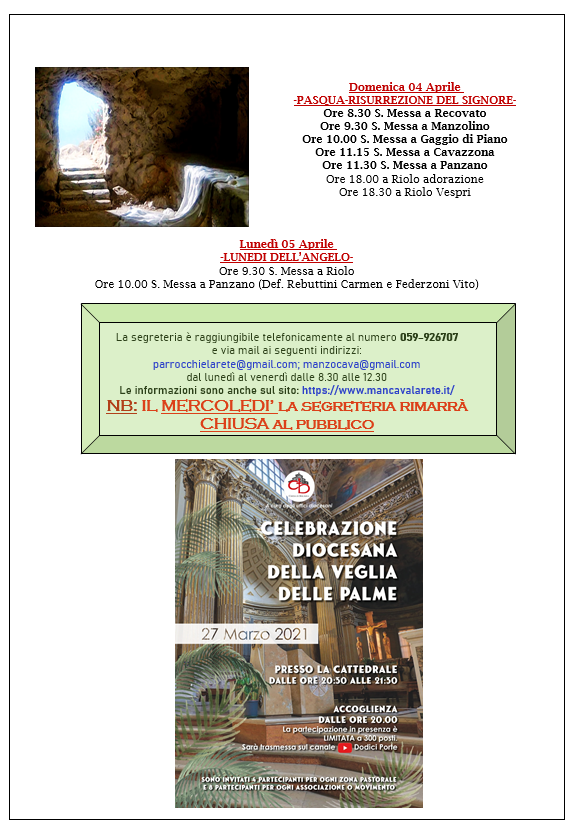 Domenica 04 Aprile
-PASQUA-RISURREZIONE DEL SIGNORE-
Ore 8.30 S. Messa a Recovato
Ore 9.30 S. Messa a Manzolino
Ore 10.00 S. Messa a Gaggio di Piano
Ore 11.15 S. Messa a Cavazzona
Ore 11.30 S. Messa a Panzano
Ore 18.00 a Riolo adorazione
Ore 18.30 a Riolo Vespri
Lunedì 05 Aprile
-LUNEDI DELL'ANGELO-
Ore 9.30 S. Messa a Riolo
Ore 10.00 S. Messa a Panzano (Def. Rebuttini Carmen e Federzoni Vito)
La segreteria è raggiungibile telefonicamente al numero 059-926707
e via mail ai seguenti indirizzi:
parrocchielarete@gmail.com; manzocava@gmail.com
dal lunedì al venerdì dalle 8.30 alle 12.30
Le informazioni sono anche sul sito: https://www.mancavalarete.it/
NB: IL MERCOLEDI' LA SEGRETERIA RIMARRÀ
CHIUSA AL PUBBLICO
A cura degli uffici diocesani
CELEBRAZIONE
DIOCESANA
DELLA VEGLIA
DELLE PALME
27 Marzo 2021
PRESSO LA CATTEDRALE
DALLE ORE 20:50 ALLE 21:50
ACCOGLIENZA
DALLE ORE 20.00
La partecipazione in presenza è
LIMITATA a 300 posti.
Sarà trasmessa sul canale Dodici Porte
SONO INVITATI 4 PARTECIPANTI PER OGNI ZONA PASTORALE
E 8 PARTECIPANTI PER OGNI ASSOCIAZIONE O MOVIMENTO